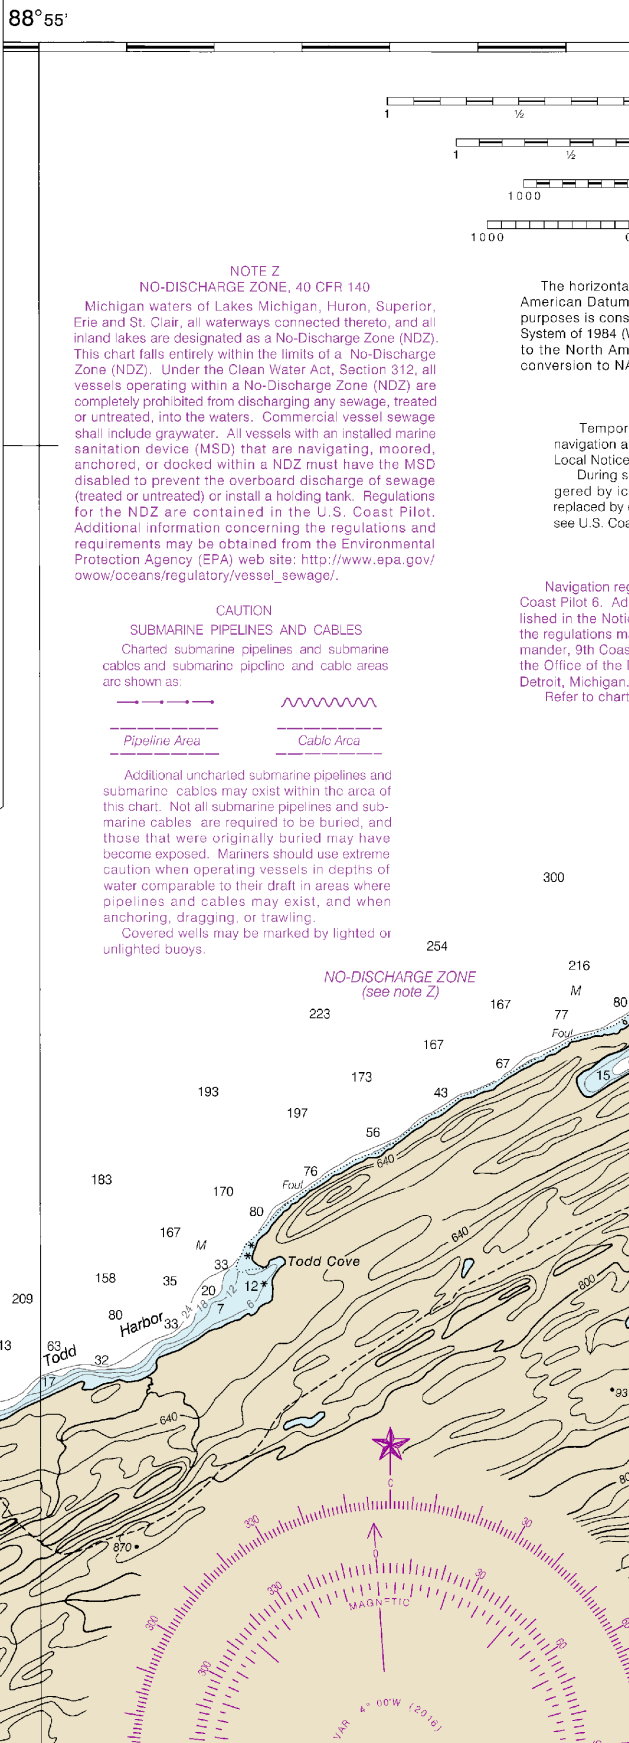 88°55'
1 ½
1 ½
1000
1000
NOTE Z
NO-DISCHARGE ZONE, 40 CFR 140
Michigan waters of Lakes Michigan, Huron, Superior,
Erie and St. Clair, all waterways connected thereto, and all
inland lakes are designated as a No-Discharge Zone (NDZ).
This chart falls entirely within the limits of a No-Discharge
Zone (NDZ). Under the Clean Water Act, Section 312, all
vessels operating within a No-Discharge Zone (NDZ) are
completely prohibited from discharging any sewage, treated
or untreated, into the waters. Commercial vessel sewage
shall include graywater. All vessels with an installed marine
sanitation device (MSD) that are navigating, moored,
anchored, or docked within a NDZ must have the MSD
disabled to prevent the overboard discharge of sewage
(treated or untreated) or install a holding tank. Regulations
for the NDZ are contained in the U.S. Coast Pilot.
Additional information concerning the regulations and
requirements may be obtained from the Environmental
Protection Agency (EPA) web site: http://www.epa.gov/
owow/oceans/regulatory/vessel_sewage/.
The horizonta
American Datum
purposes is cons
System of 1984 (
to the North Am
conversion to NA
Tempor
navigation a
Local Notice
During s
gered by ic
replaced by
see U.S. Coa
Navigation reg
Coast Pilot 6. Ad
lished in the Noti
the regulations ma
mander, 9th Coas
the Office of the
Detroit, Michigan.
Refer to chart
CAUTION
SUBMARINE PIPELINES AND CABLES
Charted submarine pipelines and submarine
cables and submarine pipeline and cable areas
are shown as:
Pipeline Area Cable Area
Additional uncharted submarine pipelines and
submarine cables may exist within the area of
this chart. Not all submarine pipelines and sub-
marine cables are required to be buried, and
those that were originally buried may have
become exposed. Mariners should use extreme
caution when operating vessels in depths of
water comparable to their draft in areas where
pipelines and cables may exist, and when
anchoring, dragging, or trawling.
Covered wells may be marked by lighted or
unlighted buoys.
300
254
216
NO-DISCHARGE ZONE
(see note Z)
M
167 80
223 77
Foul
167
67
15
173
193 43
197
56
640
76
183 Foul
170
80
640
167
M
Todd Cove
33
158 35
12
800
20
12
24
18
6
7
209
80
Harbor
33
13
63
Todd
32
17
93
640
80
0
330 30
870
0
330 30
MAGNETIC
300
60
60
300
VAR 4° 00'W (2016)